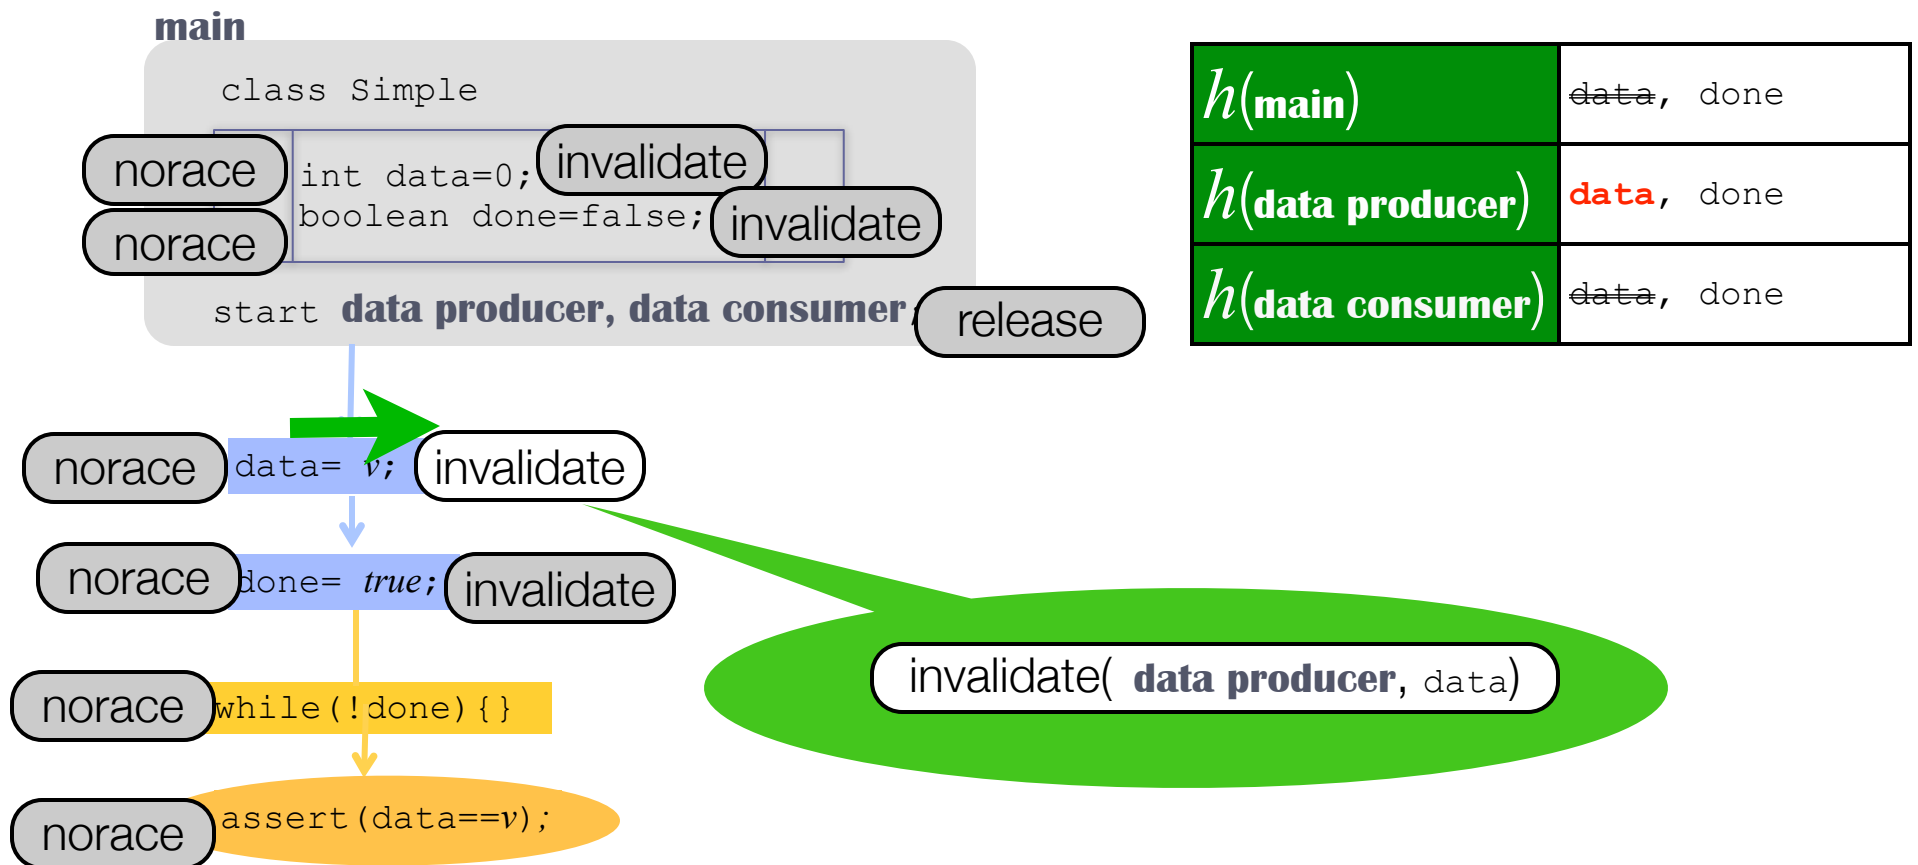 main
class Simple
norace int data=0; invalidate
norace boolean done=false; invalidate
start data producer, data consumer; release
norace data= v; invalidate
norace done= true; invalidate
norace while(!done){}
norace assert(data==v);
h(main) data, done
h(data producer) data, done
h(data consumer) data, done
invalidate( data producer, data)